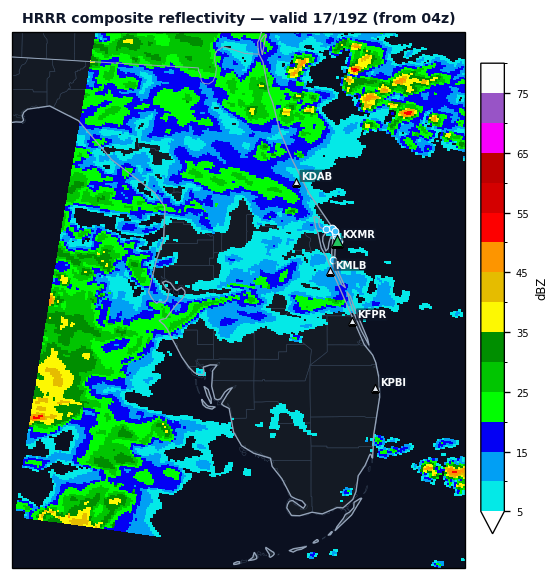 HRRR composite reflectivity — valid 17/19Z (from 04z)
KDAB
KXMR
KMLB
KFPR
KPBI
75
65
55
45
35
25
15
5
dBZ